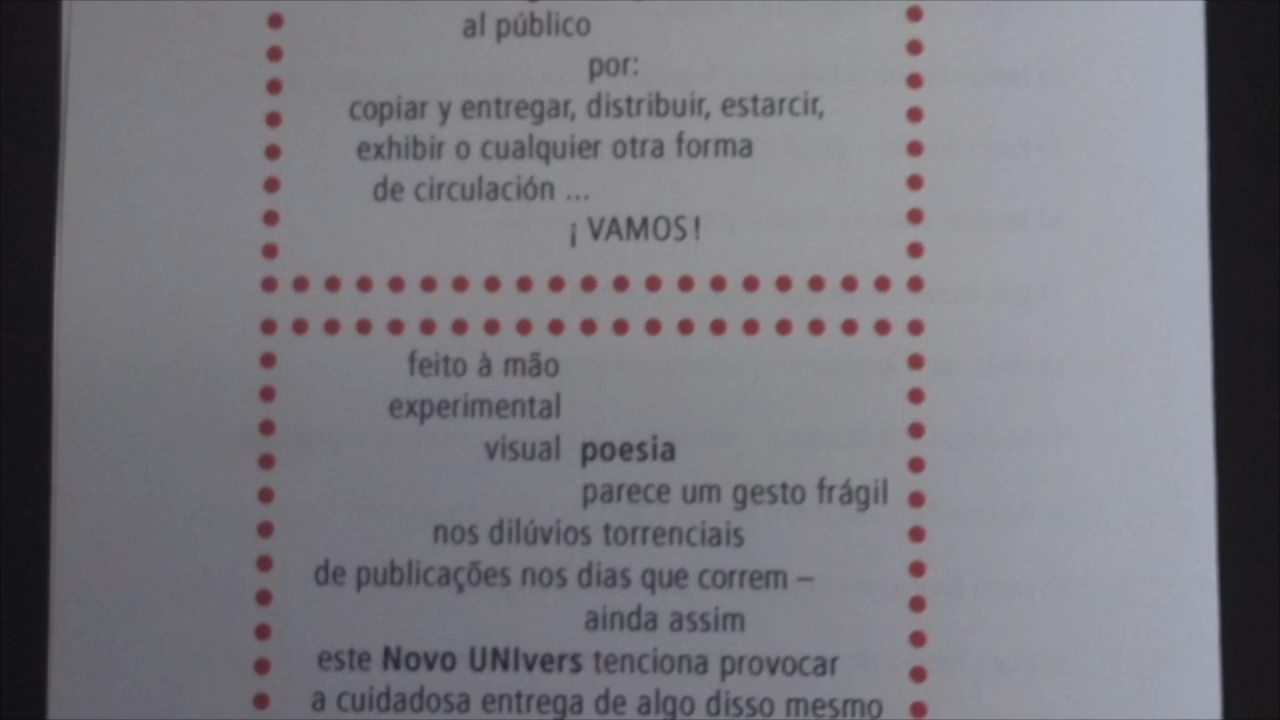 al público
por:
copiar y entregar, distribuir, estarcir,
exhibir o cualquier otra forma
de circulación ...
¡ VAMOS!
feito à mão
experimental
visual poesia
parece um gesto frágil
nos dilúvios torrenciais
de publicações nos dias que correm –
ainda assim
este Novo UNIvers tenciona provocar
a cuidadosa entrega de algo disso mesmo